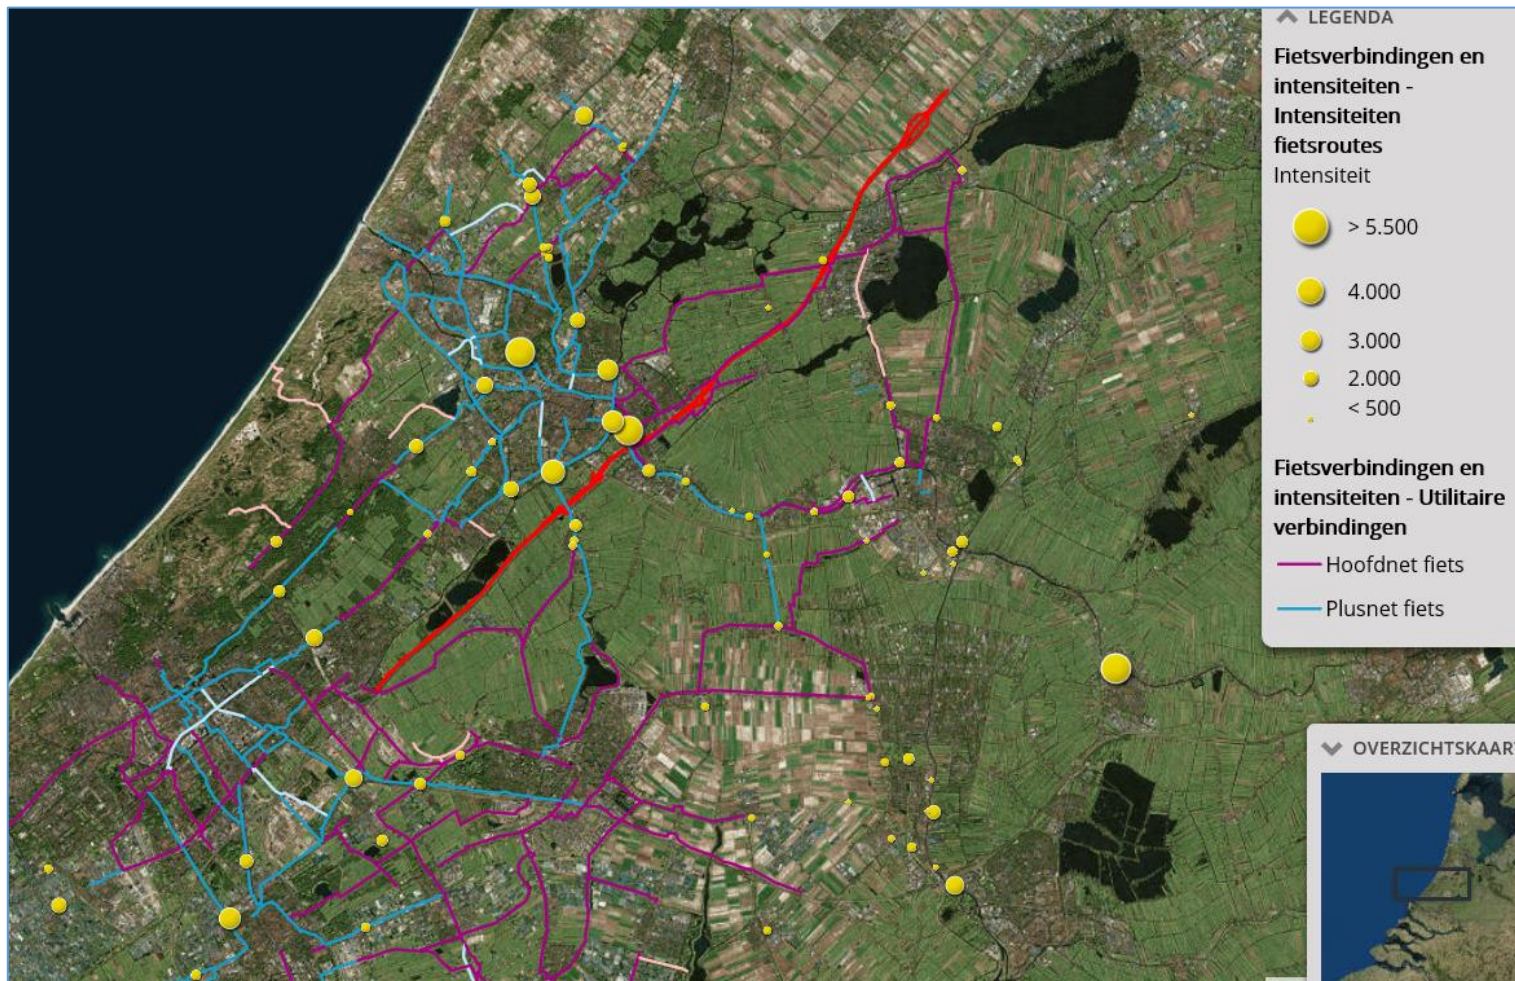 LEGENDA
Fietsverbindingen en
intensiteiten -
Intensiteiten
fietsroutes
Intensiteit
> 5.500
4.000
3.000
2.000
< 500
Fietsverbindingen en
intensiteiten - Utilitaire
verbindingen
Hoofdnet fiets
Plusnet fiets
OVERZICHTSKAART